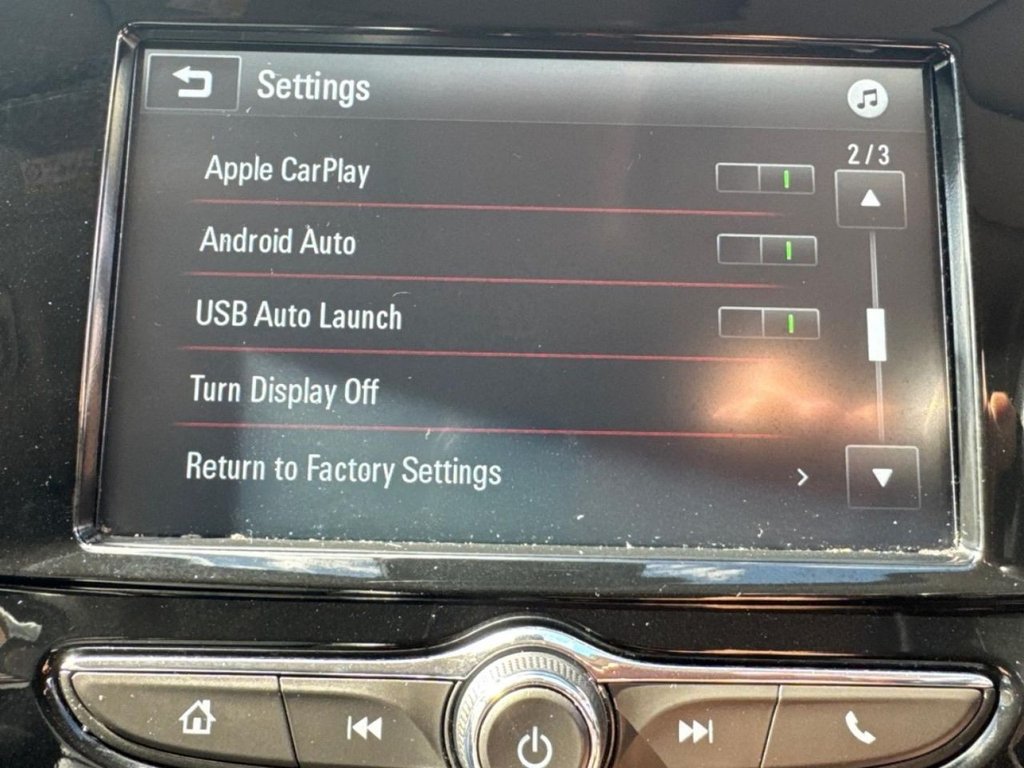 Settings
2/3
Apple CarPlay
Android Auto
USB Auto Launch
Turn Display Off
Return to Factory Settings